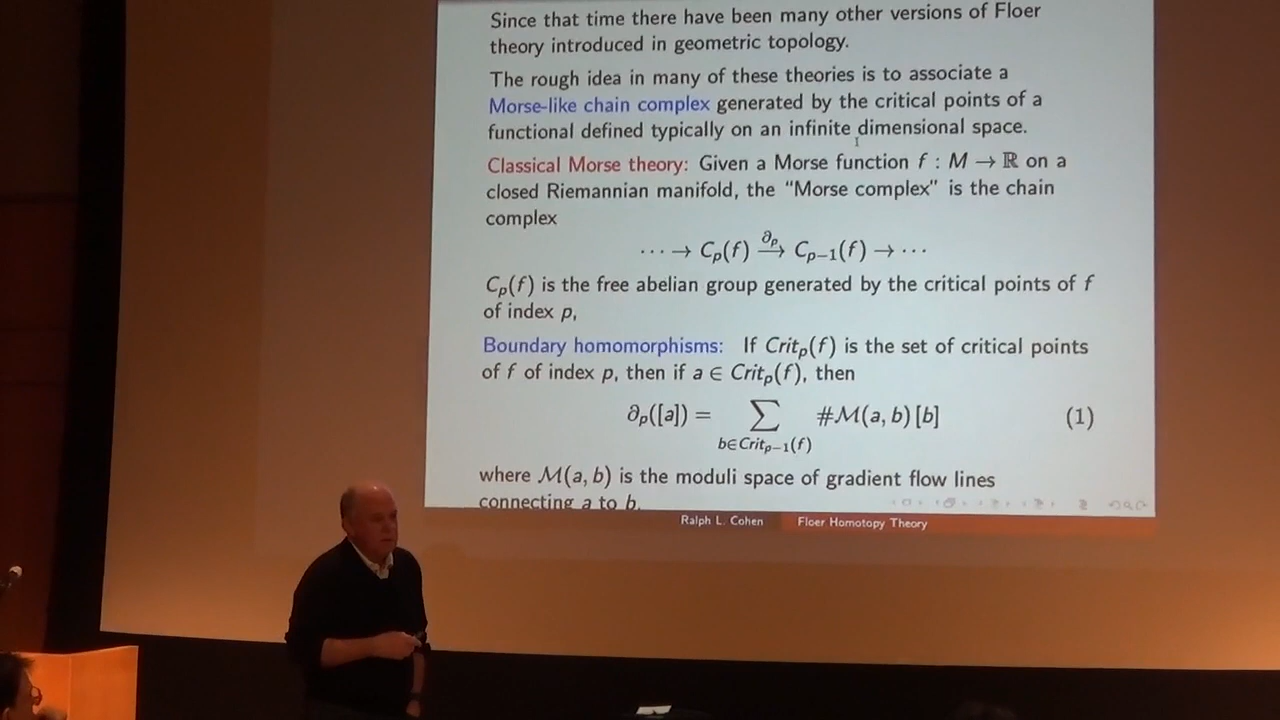 Since that time there have been many other versions of Floer
theory introduced in geometric topology.
The rough idea in many of these theories is to associate a
Morse-like chain complex generated by the critical points of a
functional defined typically on an infinite dimensional space.
Classical Morse theory: Given a Morse function f : M → ℝ on a
closed Riemannian manifold, the “Morse complex” is the chain
complex
⋯ → C_p(f) —∂_p→ C_{p−1}(f) → ⋯
C_p(f) is the free abelian group generated by the critical points of f
of index p,
Boundary homomorphisms: If Crit_p(f) is the set of critical points
of f of index p, then if a ∈ Crit_p(f), then
∂_p([a]) = ∑_{b∈Crit_{p−1}(f)} #ℳ(a, b) [b] (1)
where ℳ(a, b) is the moduli space of gradient flow lines
connecting a to b.
Ralph L. Cohen Floer Homotopy Theory